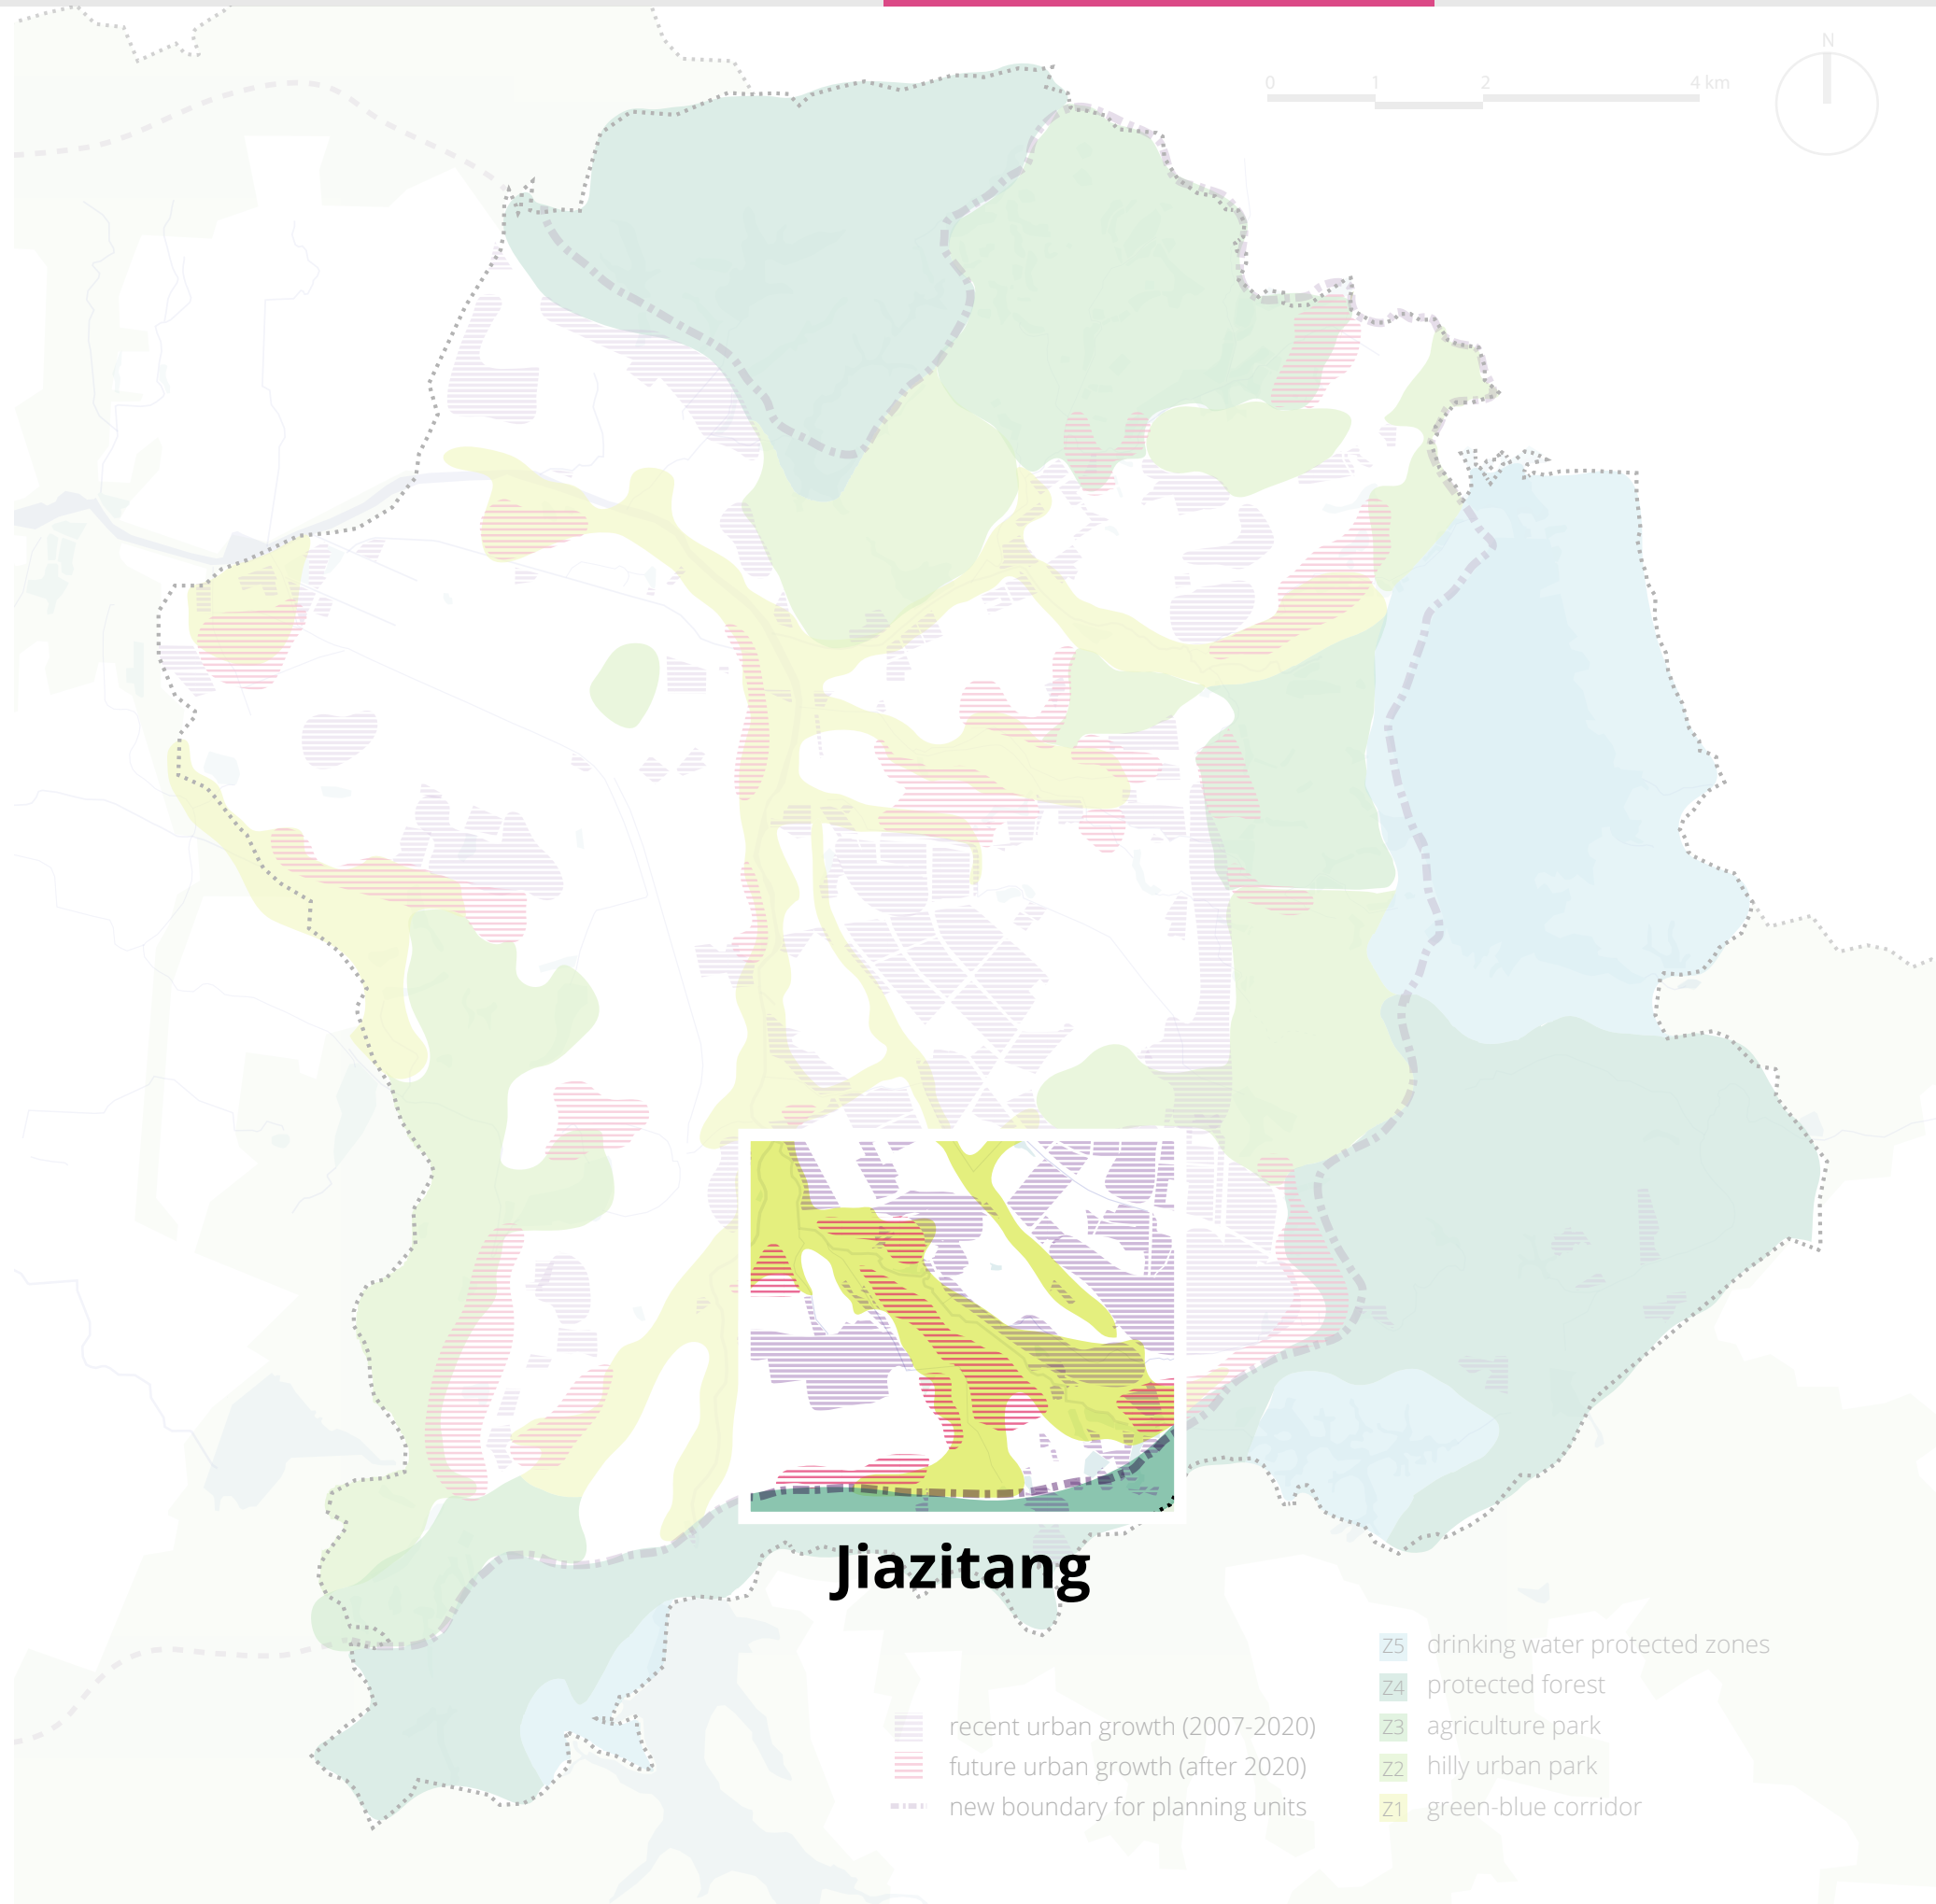 N
0 1 2 4 km
Jiazitang
recent urban growth (2007-2020)
future urban growth (after 2020)
new boundary for planning units
Z5 drinking water protected zones
Z4 protected forest
Z3 agriculture park
Z2 hilly urban park
Z1 green-blue corridor